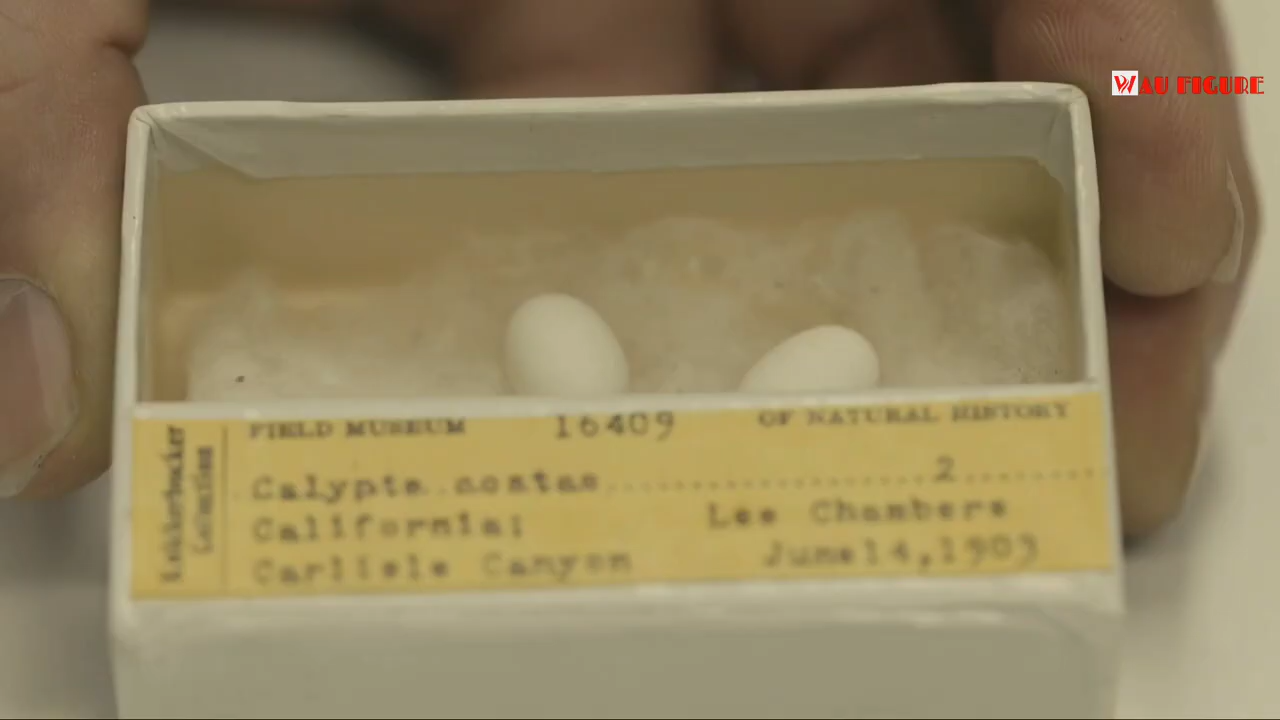 WAU FIGURE
FIELD MUSEUM 16409 OF NATURAL HISTORY
Calypte costae 2
California: Lee Chambers
Carlisle Canyon June 14, 1903
Collection